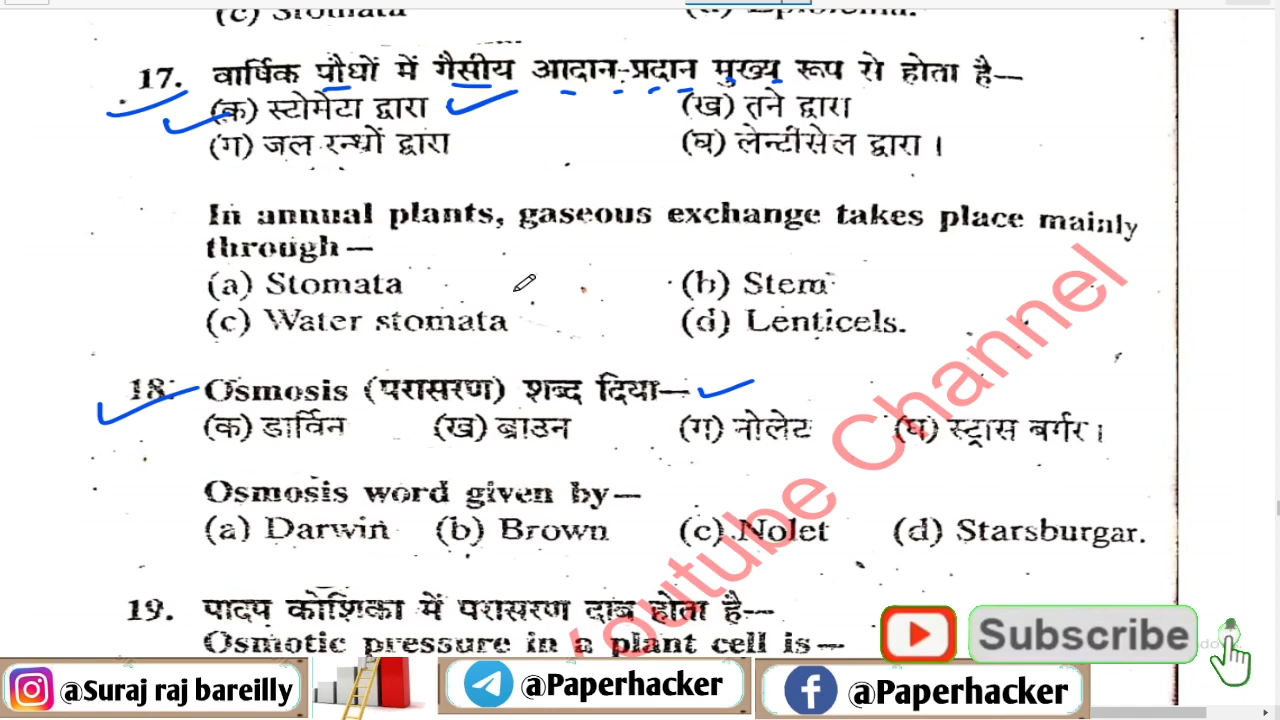 (c) Stomata
17. वार्षिक पौधों में गैसीय आदान-प्रदान मुख्य रूप रो होता है—
(क) स्टोमेटा द्वारा (ख) तने द्वारा
(ग) जल रन्ध्रों द्वारा (घ) लेन्टीसेल द्वारा ।
In annual plants, gaseous exchange takes place mainly
through—
(a) Stomata (b) Stem
(c) Water stomata (d) Lenticels.
18. Osmosis (परासरण) शब्द दिया—
(क) डार्विन (ख) ब्राउन (ग) नोलेट (घ) स्ट्रास बर्गर ।
Osmosis word given by—
(a) Darwin (b) Brown (c) Nolet (d) Starsburgar.
19. पादप कोशिका में परासरण दाब होता है—
Osmotic pressure in a plant cell is—
Youtube Channel
Subscribe
@Suraj raj bareilly @Paperhacker @Paperhacker